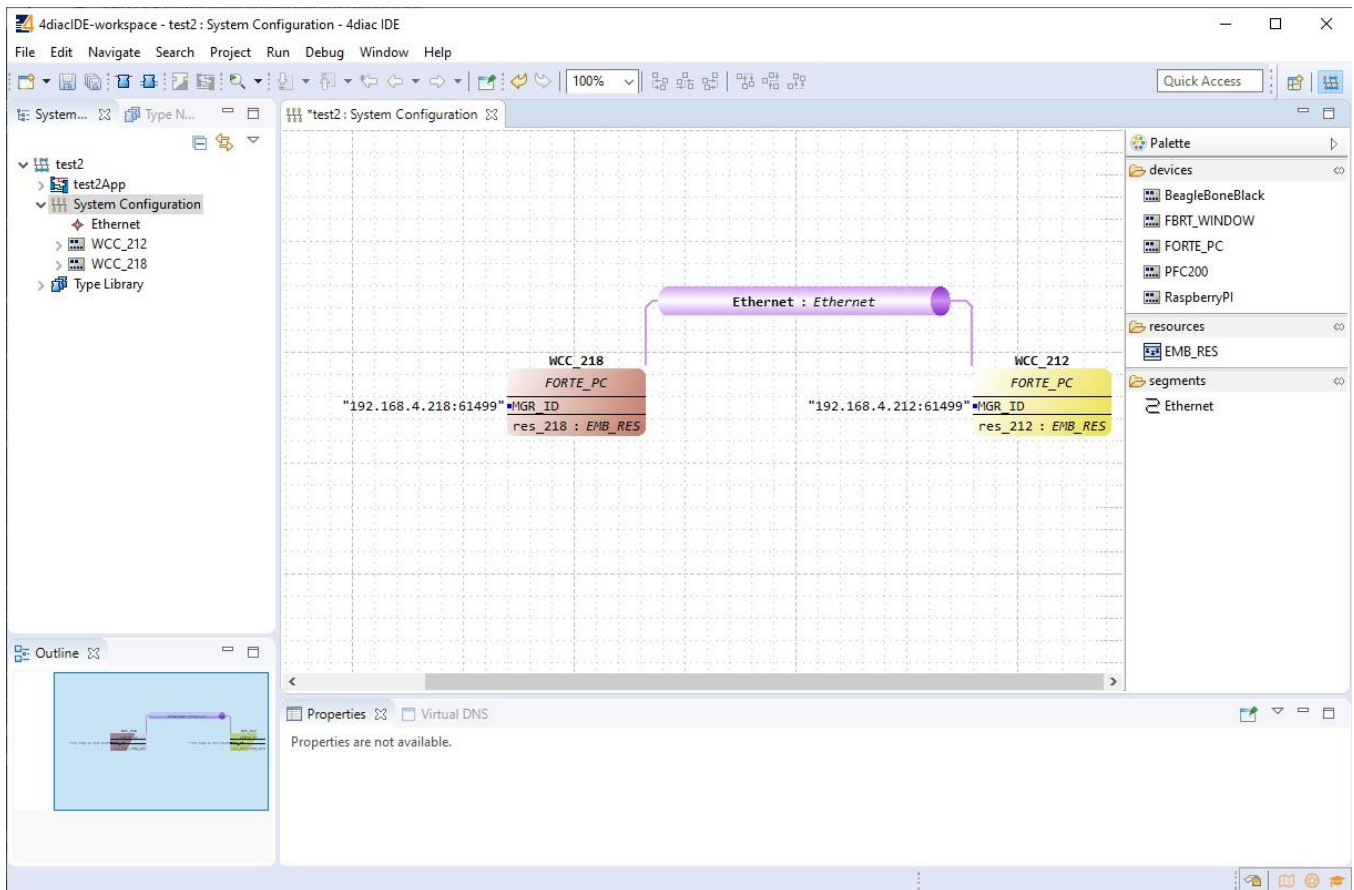 4diacIDE-workspace - test2 : System Configuration - 4diac IDE
File Edit Navigate Search Project Run Debug Window Help
100%
Quick Access
System...
Type N...
*test2 : System Configuration
test2
test2App
System Configuration
Ethernet
WCC_212
WCC_218
Type Library
Ethernet : Ethernet
WCC_218
FORTE_PC
"192.168.4.218:61499" MGR_ID
res_218 : EMB_RES
WCC_212
FORTE_PC
"192.168.4.212:61499" MGR_ID
res_212 : EMB_RES
Palette
devices
BeagleBoneBlack
FBRT_WINDOW
FORTE_PC
PFC200
RaspberryPI
resources
EMB_RES
segments
Ethernet
Outline
Properties
Virtual DNS
Properties are not available.